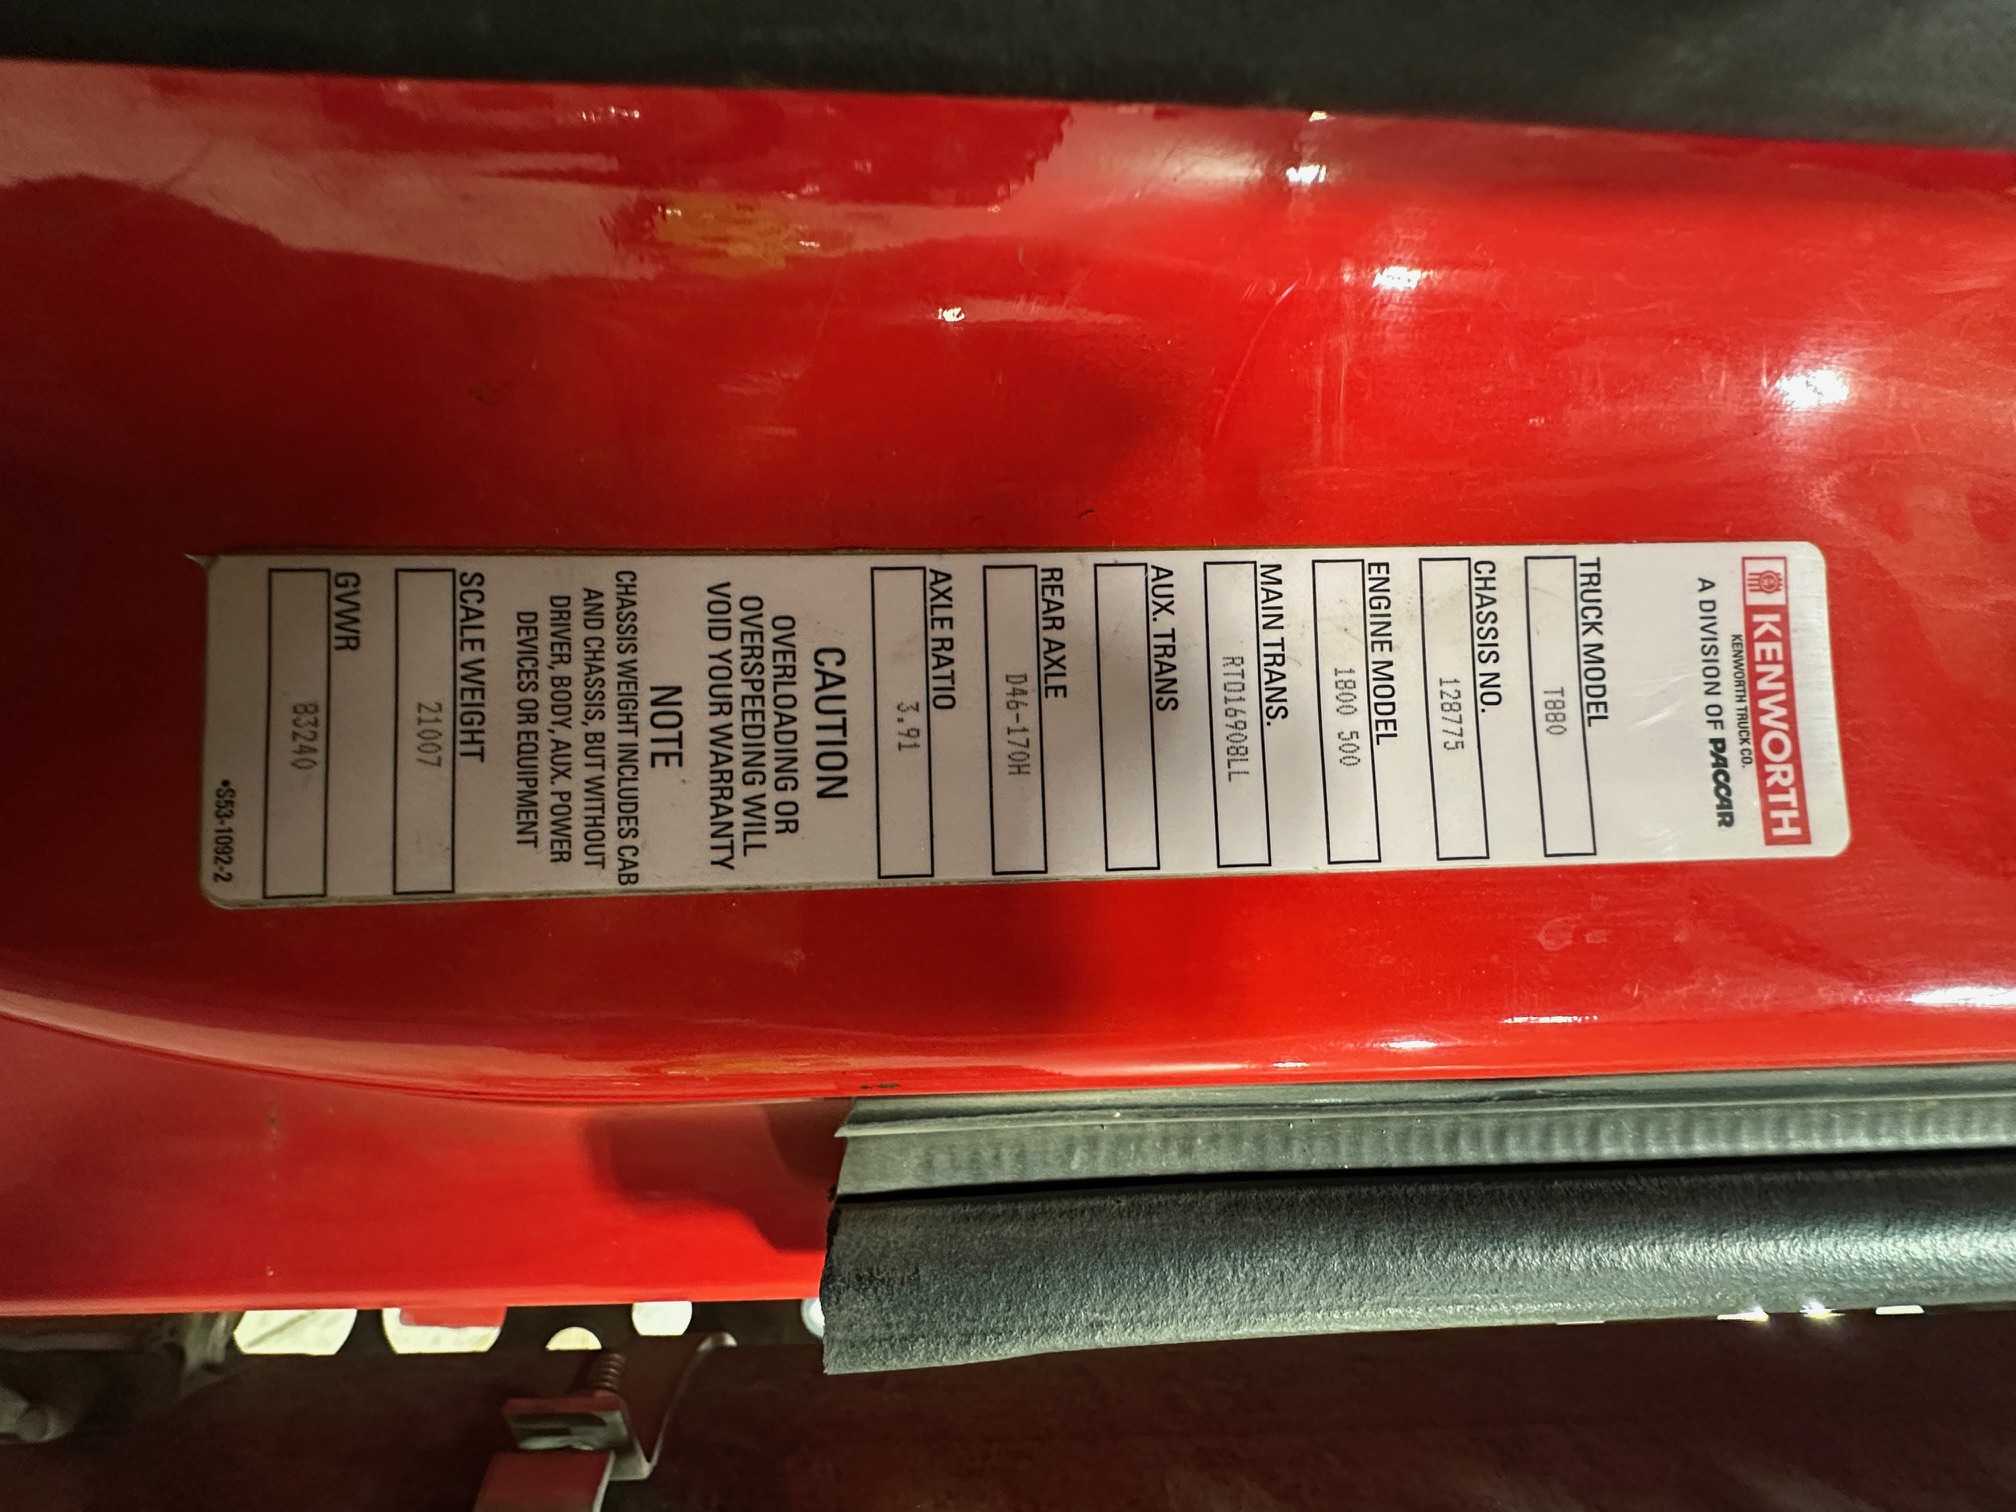 KENWORTH
KENWORTH TRUCK CO.
A DIVISION OF PACCAR
TRUCK MODEL
T880
CHASSIS NO.
128775
ENGINE MODEL
1800 500
MAIN TRANS.
RTO16908LL
AUX. TRANS
REAR AXLE
D46-170H
AXLE RATIO
3.91
CAUTION
OVERLOADING OR
OVERSPEEDING WILL
VOID YOUR WARRANTY
NOTE
CHASSIS WEIGHT INCLUDES CAB
AND CHASSIS, BUT WITHOUT
DRIVER, BODY, AUX. POWER
DEVICES OR EQUIPMENT
SCALE WEIGHT
21007
GVWR
83240
•S53-1092-2